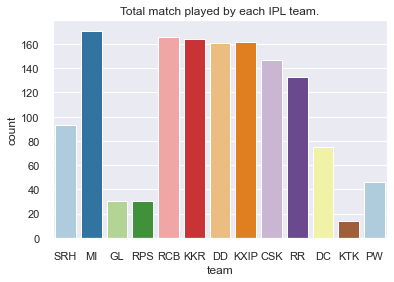 Total match played by each IPL team.
160
140
120
100
80
60
40
20
0
count
SRH MI GL RPS RCB KKR DD KXIP CSK RR DC KTK PW
team